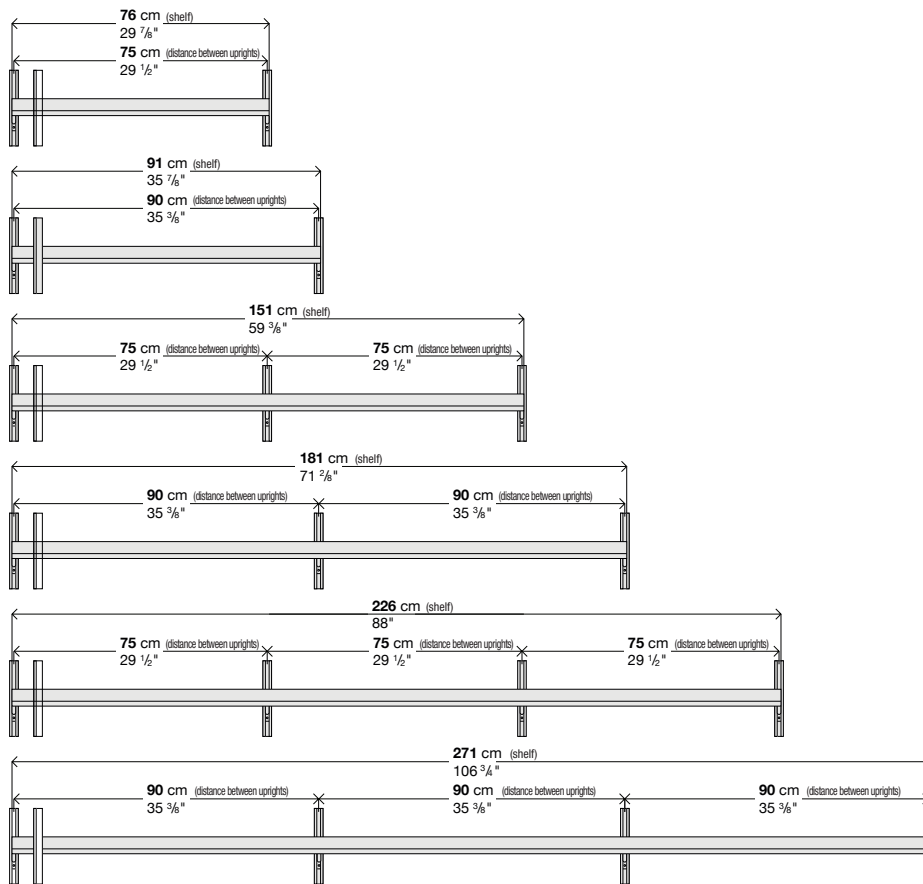 76 cm (shelf)
29 ⅞"
75 cm (distance between uprights)
29 ½"
91 cm (shelf)
35 ⅞"
90 cm (distance between uprights)
35 ⅜"
151 cm (shelf)
59 ⅜"
75 cm (distance between uprights) 75 cm (distance between uprights)
29 ½" 29 ½"
181 cm (shelf)
71 2/8"
90 cm (distance between uprights) 90 cm (distance between uprights)
35 ⅜" 35 ⅜"
226 cm (shelf)
88"
75 cm (distance between uprights) 75 cm (distance between uprights) 75 cm (distance between uprights)
29 ½" 29 ½" 29 ½"
271 cm (shelf)
106 ¾"
90 cm (distance between uprights) 90 cm (distance between uprights) 90 cm (distance between uprights)
35 ⅜" 35 ⅜" 35 ⅜"